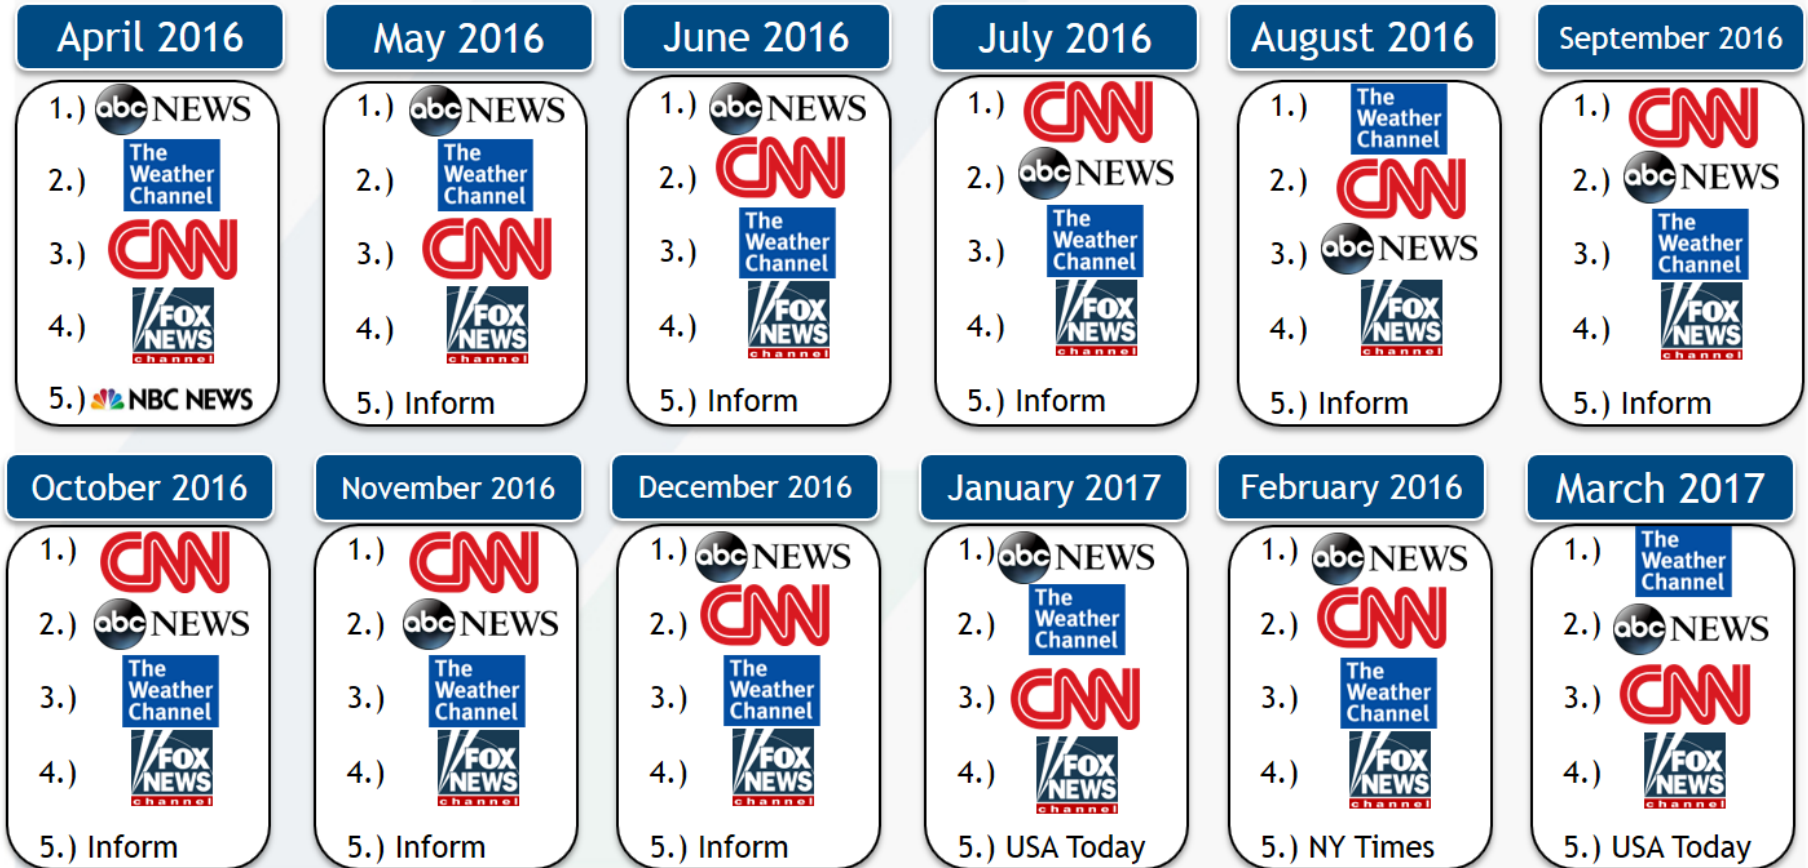 April 2016
1.) abc NEWS
2.) The
Weather
Channel
3.) CNN
4.) FOX
NEWS
channel
5.) NBC NEWS
May 2016
1.) abc NEWS
2.) The
Weather
Channel
3.) CNN
4.) FOX
NEWS
channel
5.) Inform
June 2016
1.) abc NEWS
2.) CNN
3.) The
Weather
Channel
4.) FOX
NEWS
channel
5.) Inform
July 2016
1.) CNN
2.) abc NEWS
3.) The
Weather
Channel
4.) FOX
NEWS
channel
5.) Inform
August 2016
1.) The
Weather
Channel
2.) CNN
3.) abc NEWS
4.) FOX
NEWS
channel
5.) Inform
September 2016
1.) CNN
2.) abc NEWS
3.) The
Weather
Channel
4.) FOX
NEWS
channel
5.) Inform
October 2016
1.) CNN
2.) abc NEWS
3.) The
Weather
Channel
4.) FOX
NEWS
channel
5.) Inform
November 2016
1.) CNN
2.) abc NEWS
3.) The
Weather
Channel
4.) FOX
NEWS
channel
5.) Inform
December 2016
1.) abc NEWS
2.) CNN
3.) The
Weather
Channel
4.) FOX
NEWS
channel
5.) Inform
January 2017
1.) abc NEWS
2.) The
Weather
Channel
3.) CNN
4.) FOX
NEWS
channel
5.) USA Today
February 2016
1.) abc NEWS
2.) CNN
3.) The
Weather
Channel
4.) FOX
NEWS
channel
5.) NY Times
March 2017
1.) The
Weather
Channel
2.) abc NEWS
3.) CNN
4.) FOX
NEWS
channel
5.) USA Today